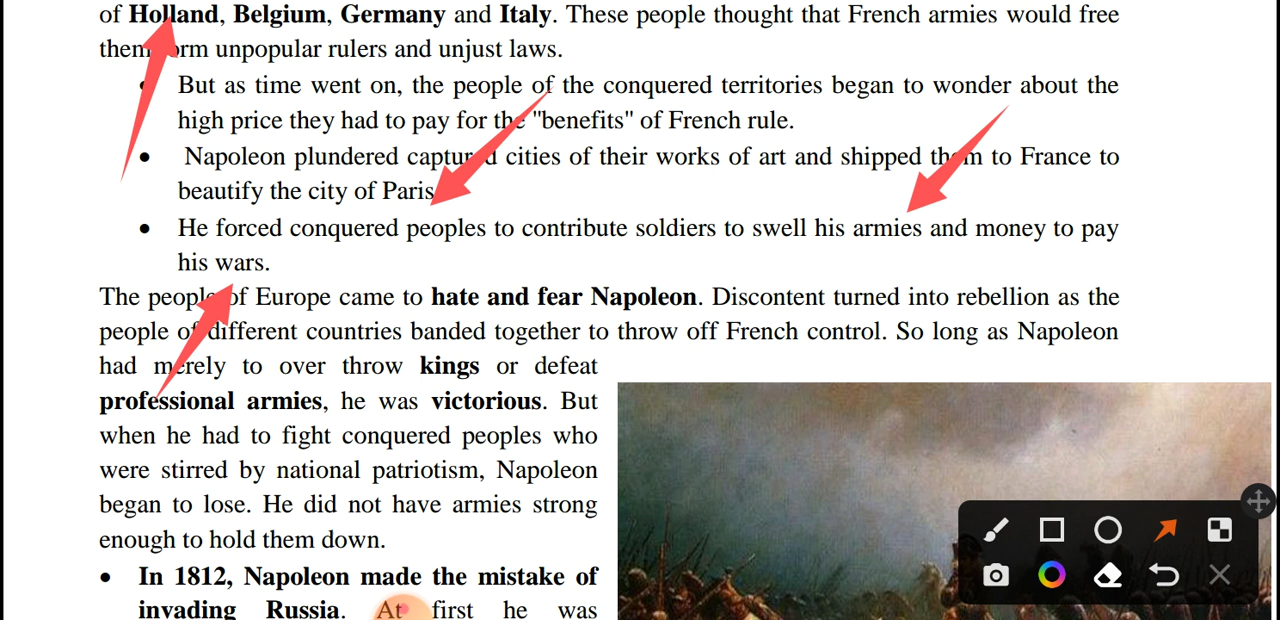 of Holland, Belgium, Germany and Italy. These people thought that French armies would free
them form unpopular rulers and unjust laws.
• But as time went on, the people of the conquered territories began to wonder about the
high price they had to pay for the "benefits" of French rule.
• Napoleon plundered captured cities of their works of art and shipped them to France to
beautify the city of Paris
• He forced conquered peoples to contribute soldiers to swell his armies and money to pay
his wars.
The people of Europe came to hate and fear Napoleon. Discontent turned into rebellion as the
people of different countries banded together to throw off French control. So long as Napoleon
had merely to over throw kings or defeat
professional armies, he was victorious. But
when he had to fight conquered peoples who
were stirred by national patriotism, Napoleon
began to lose. He did not have armies strong
enough to hold them down.
• In 1812, Napoleon made the mistake of
invading Russia. At first he was